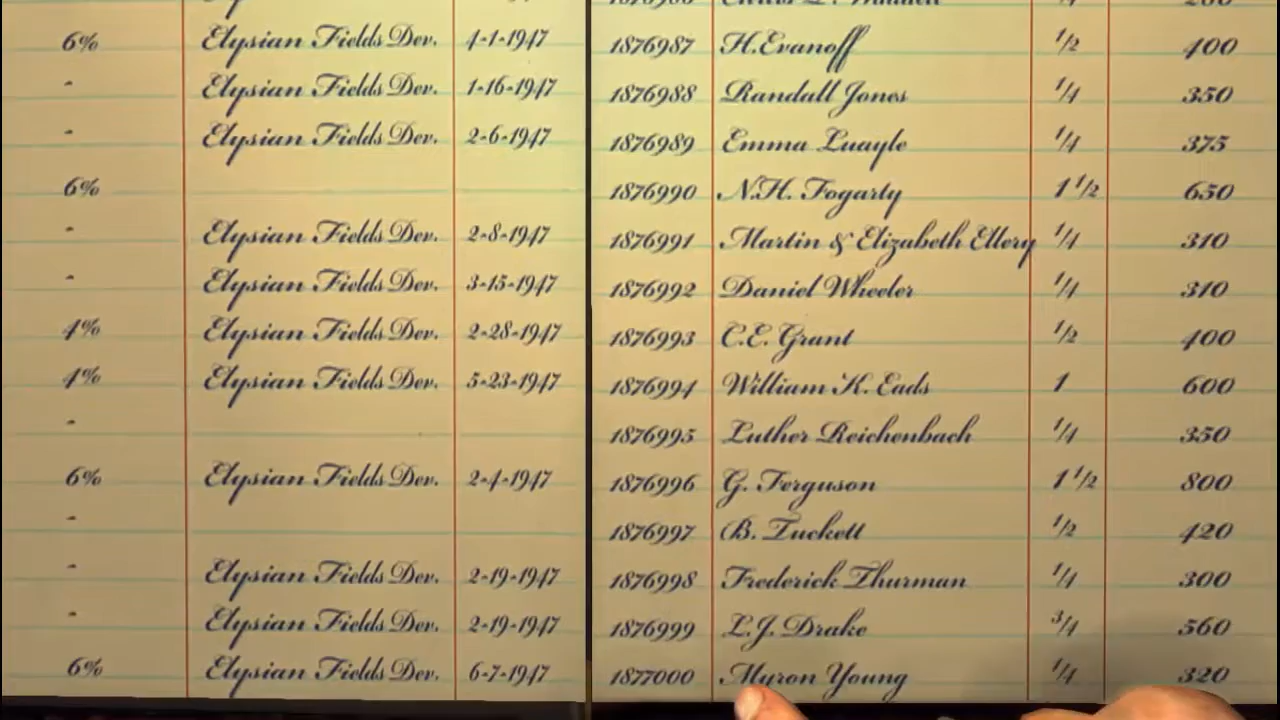 6% Elysian Fields Dev. 4-1-1947 1876987 H.Evanoff 1/2 400
- Elysian Fields Dev. 1-16-1947 1876988 Randall Jones 1/4 350
- Elysian Fields Dev. 2-6-1947 1876989 Emma Luayle 1/4 375
6% 1876990 N.H. Fogarty 1 1/2 650
- Elysian Fields Dev. 2-8-1947 1876991 Martin & Elizabeth Ellery 1/4 310
- Elysian Fields Dev. 3-15-1947 1876992 Daniel Wheeler 1/4 310
4% Elysian Fields Dev. 2-28-1947 1876993 C.E. Grant 1/2 400
4% Elysian Fields Dev. 5-23-1947 1876994 William K. Eads 1 600
- 1876995 Luther Reichenbach 1/4 350
6% Elysian Fields Dev. 2-4-1947 1876996 G. Ferguson 1 1/2 800
- 1876997 B. Tuckett 1/2 420
- Elysian Fields Dev. 2-19-1947 1876998 Frederick Thurman 1/4 300
- Elysian Fields Dev. 2-19-1947 1876999 L.J. Drake 3/4 560
6% Elysian Fields Dev. 6-7-1947 1877000 Myron Young 1/4 320